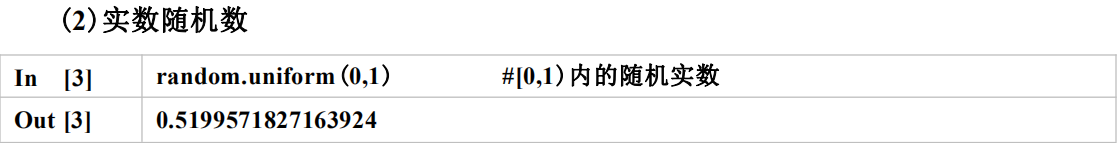 (2)实数随机数
In [3] random.uniform(0,1) #[0,1)内的随机实数
Out [3] 0.5199571827163924